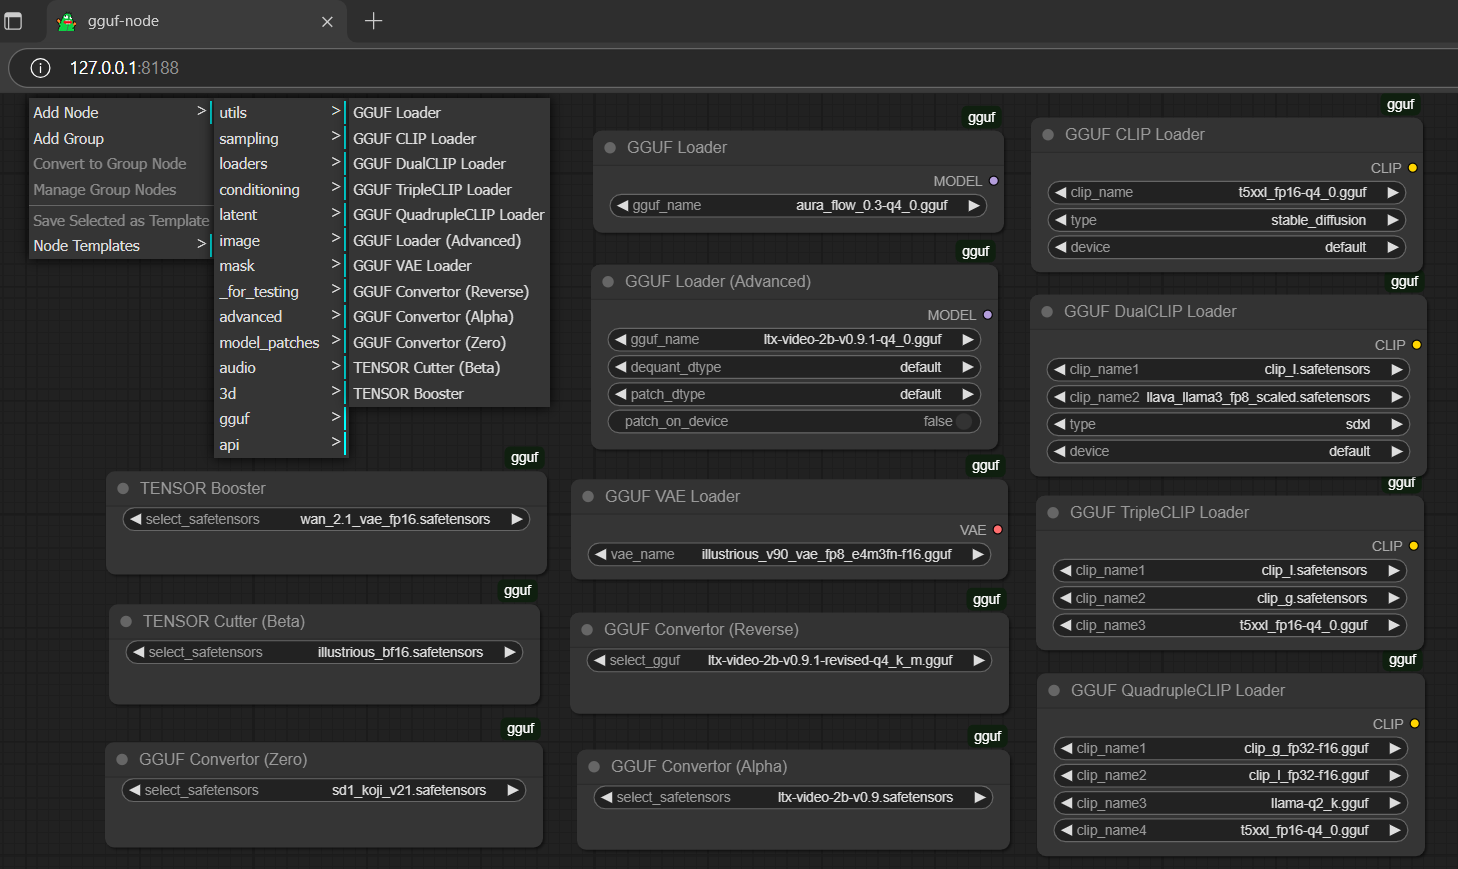 gguf-node
127.0.0.1:8188
Add Node >
Add Group
Convert to Group Node
Manage Group Nodes
Save Selected as Template
Node Templates >
utils >
sampling >
loaders >
conditioning >
latent >
image >
mask >
_for_testing >
advanced >
model_patches >
audio >
3d >
gguf >
api >
GGUF Loader
GGUF CLIP Loader
GGUF DualCLIP Loader
GGUF TripleCLIP Loader
GGUF QuadrupleCLIP Loader
GGUF Loader (Advanced)
GGUF VAE Loader
GGUF Convertor (Reverse)
GGUF Convertor (Alpha)
GGUF Convertor (Zero)
TENSOR Cutter (Beta)
TENSOR Booster
gguf
TENSOR Booster
select_safetensors wan_2.1_vae_fp16.safetensors
gguf
TENSOR Cutter (Beta)
select_safetensors illustrious_bf16.safetensors
gguf
GGUF Convertor (Zero)
select_safetensors sd1_koji_v21.safetensors
gguf
GGUF Loader
MODEL
gguf_name aura_flow_0.3-q4_0.gguf
gguf
GGUF Loader (Advanced)
MODEL
gguf_name ltx-video-2b-v0.9.1-q4_0.gguf
dequant_dtype default
patch_dtype default
patch_on_device false
gguf
GGUF VAE Loader
VAE
vae_name illustrious_v90_vae_fp8_e4m3fn-f16.gguf
gguf
GGUF Convertor (Reverse)
select_gguf ltx-video-2b-v0.9.1-revised-q4_k_m.gguf
gguf
GGUF Convertor (Alpha)
select_safetensors ltx-video-2b-v0.9.safetensors
gguf
GGUF CLIP Loader
CLIP
clip_name t5xxl_fp16-q4_0.gguf
type stable_diffusion
device default
gguf
GGUF DualCLIP Loader
CLIP
clip_name1 clip_l.safetensors
clip_name2 llava_llama3_fp8_scaled.safetensors
type sdxl
device default
gguf
GGUF TripleCLIP Loader
CLIP
clip_name1 clip_l.safetensors
clip_name2 clip_g.safetensors
clip_name3 t5xxl_fp16-q4_0.gguf
gguf
GGUF QuadrupleCLIP Loader
CLIP
clip_name1 clip_g_fp32-f16.gguf
clip_name2 clip_l_fp32-f16.gguf
clip_name3 llama-q2_k.gguf
clip_name4 t5xxl_fp16-q4_0.gguf